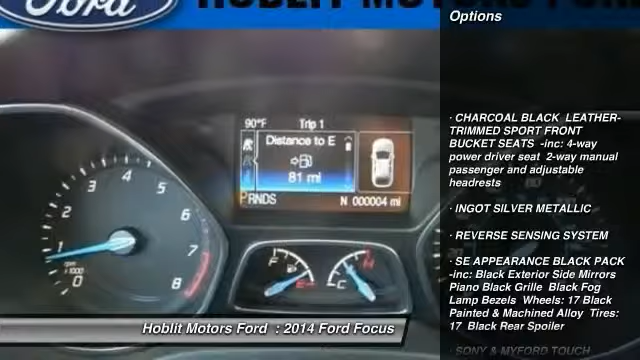 Ford
HOBLIT MOTORS FORD
Options
90°F Trip 1
Distance to E
81 mi
PRNDS N 000004 mi
· CHARCOAL BLACK LEATHER-
TRIMMED SPORT FRONT
BUCKET SEATS -inc: 4-way
power driver seat 2-way manual
passenger and adjustable
headrests
· INGOT SILVER METALLIC
· REVERSE SENSING SYSTEM
· SE APPEARANCE BLACK PACK
-inc: Black Exterior Side Mirrors
Piano Black Grille Black Fog
Lamp Bezels Wheels: 17 Black
Painted & Machined Alloy Tires:
17 Black Rear Spoiler
· SONY & MYFORD TOUCH
1 2 3 4 5 6 7 8
0
rpm
x1000
F E
C H
Hoblit Motors Ford : 2014 Ford Focus